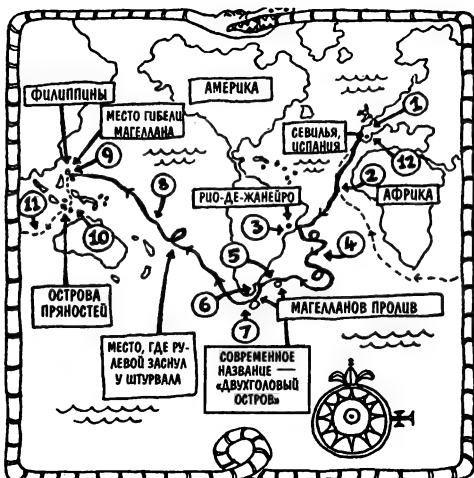 АМЕРИКА
ФИЛИППИНЫ
МЕСТО ГИБЕЛИ
МАГЕЛЛАНА
1
СЕВИЛЬЯ,
ИСПАНИЯ
12
9
8
2
РИО-ДЕ-ЖАНЕЙРО
АФРИКА
11
10
3
4
5
ОСТРОВА
ПРЯНОСТЕЙ
6
МАГЕЛЛАНОВ ПРОЛИВ
7
МЕСТО, ГДЕ РУ-
ЛЕВОЙ ЗАСНУЛ
У ШТУРВАЛА
СОВРЕМЕННОЕ
НАЗВАНИЕ —
«ДВУХГОЛОВЫЙ
ОСТРОВ»